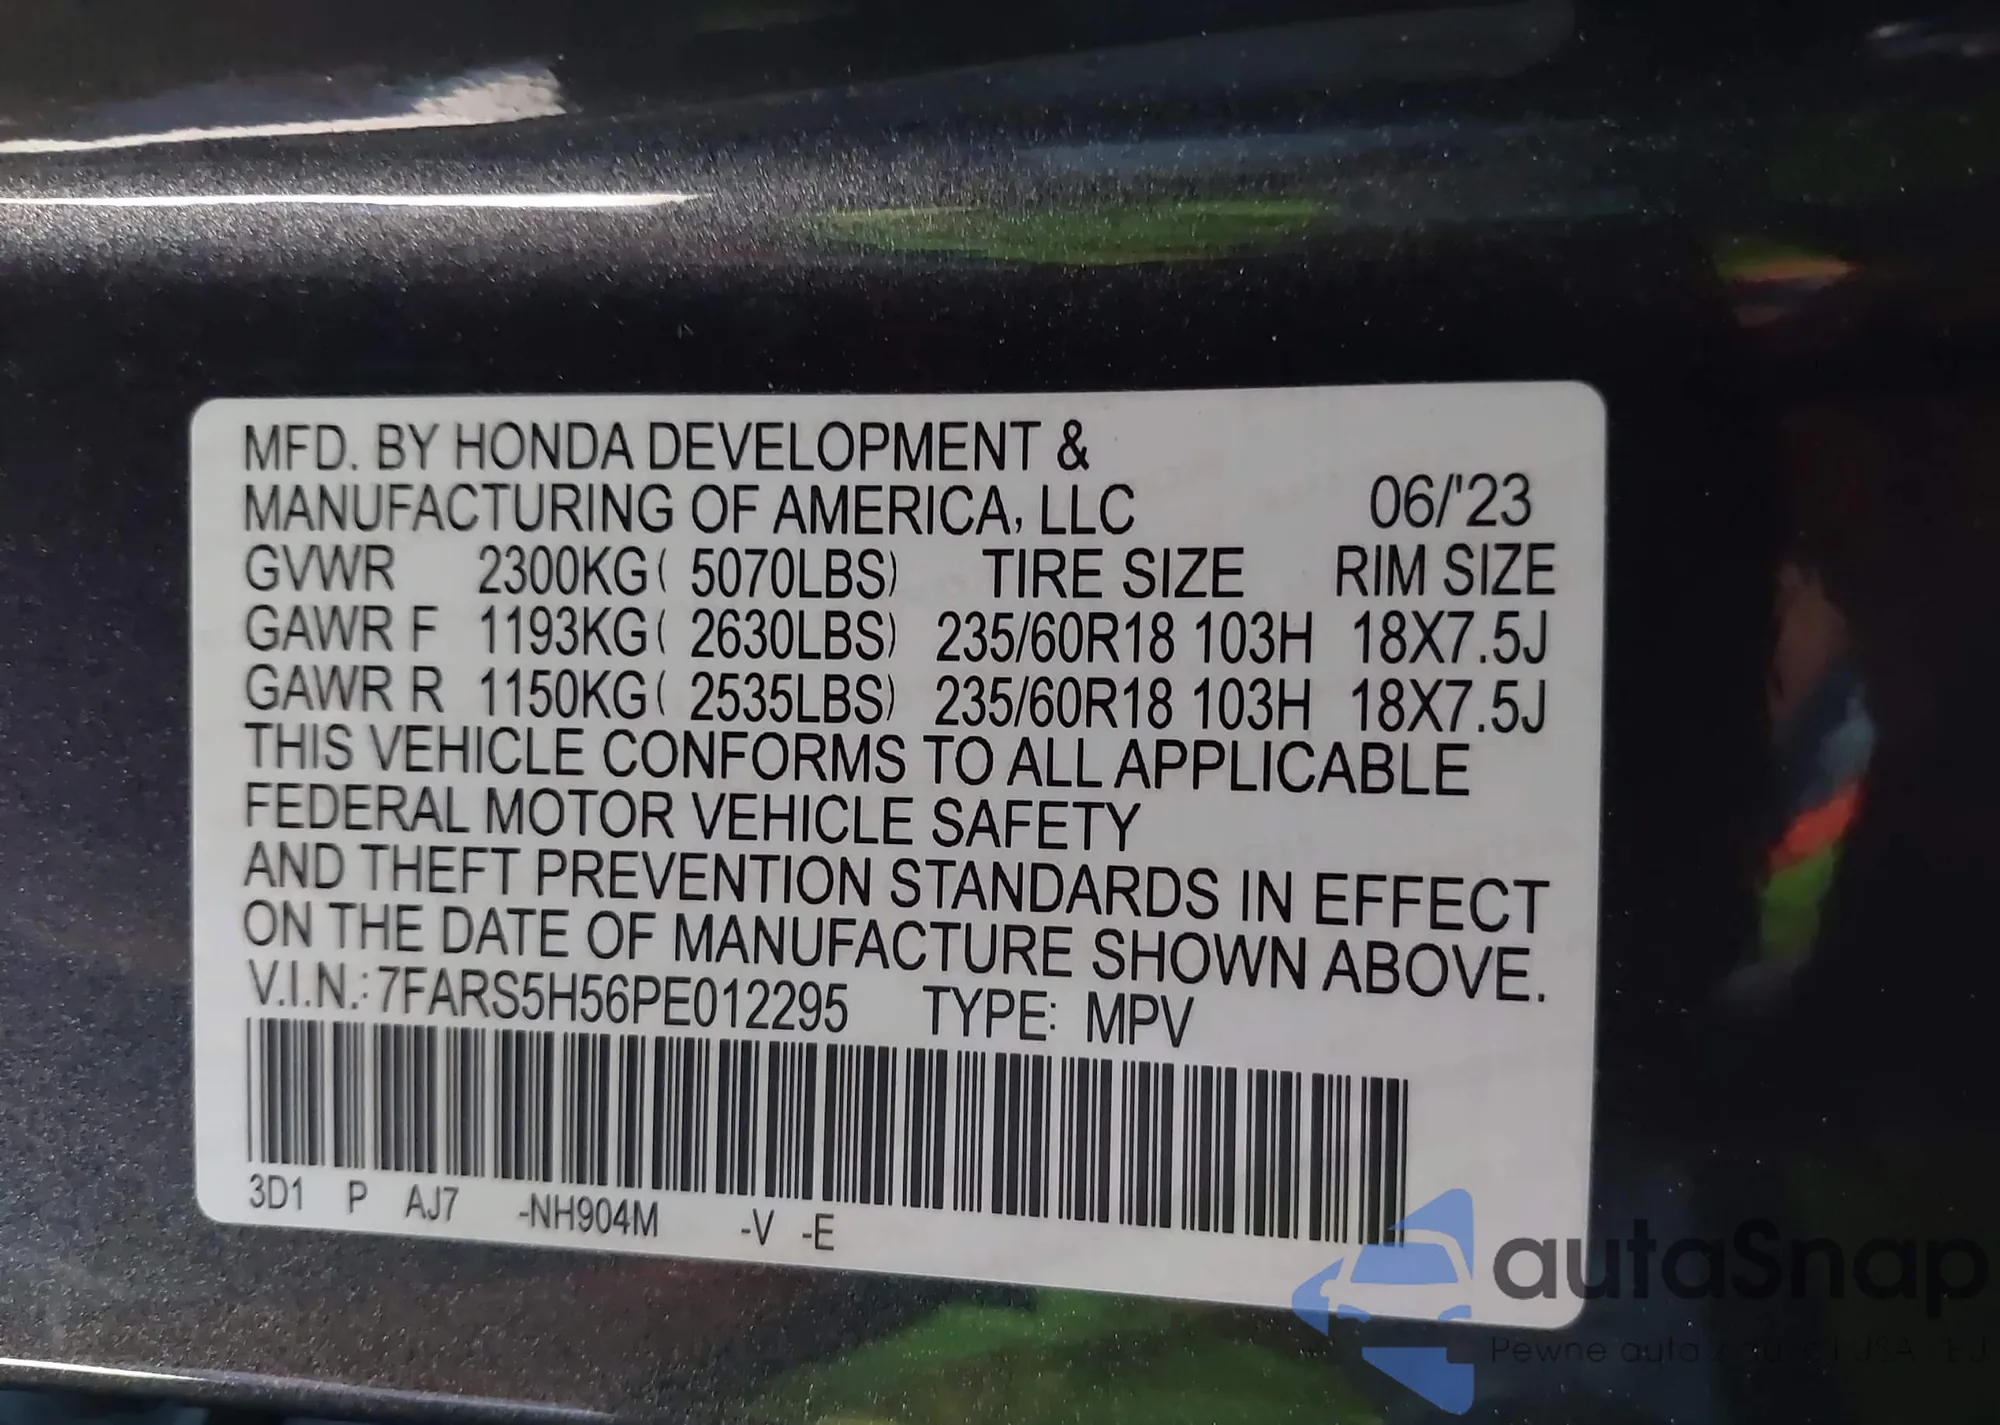 MFD. BY HONDA DEVELOPMENT &
MANUFACTURING OF AMERICA, LLC 06/'23
GVWR 2300KG( 5070LBS) TIRE SIZE RIM SIZE
GAWR F 1193KG( 2630LBS) 235/60R18 103H 18X7.5J
GAWR R 1150KG( 2535LBS) 235/60R18 103H 18X7.5J
THIS VEHICLE CONFORMS TO ALL APPLICABLE
FEDERAL MOTOR VEHICLE SAFETY
AND THEFT PREVENTION STANDARDS IN EFFECT
ON THE DATE OF MANUFACTURE SHOWN ABOVE.
V.I.N.: 7FARS5H56PE012295 TYPE: MPV
3D1 P AJ7 -NH904M -V -E
autaSnap
Pewne auta z USA